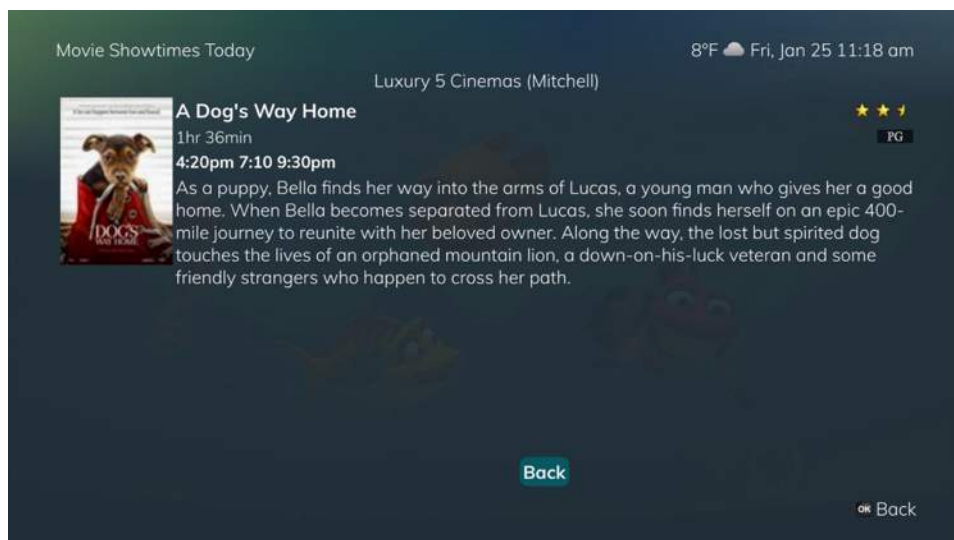 Movie Showtimes Today
8°F Fri, Jan 25 11:18 am
Luxury 5 Cinemas (Mitchell)
A Dog's Way Home
1hr 36min
PG
4:20pm 7:10 9:30pm
As a puppy, Bella finds her way into the arms of Lucas, a young man who gives her a good
home. When Bella becomes separated from Lucas, she soon finds herself on an epic 400-
mile journey to reunite with her beloved owner. Along the way, the lost but spirited dog
touches the lives of an orphaned mountain lion, a down-on-his-luck veteran and some
friendly strangers who happen to cross her path.
DOG'S
WAY HOME
Back
OK Back